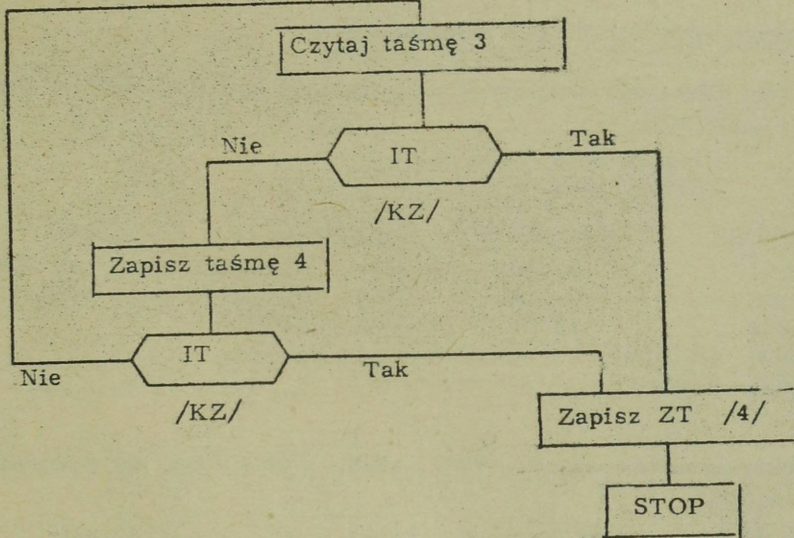 Czytaj taśmę 3
Nie
IT
Tak
/KZ/
Zapisz taśmę 4
Nie
IT
Tak
/KZ/
Zapisz ZT /4/
STOP